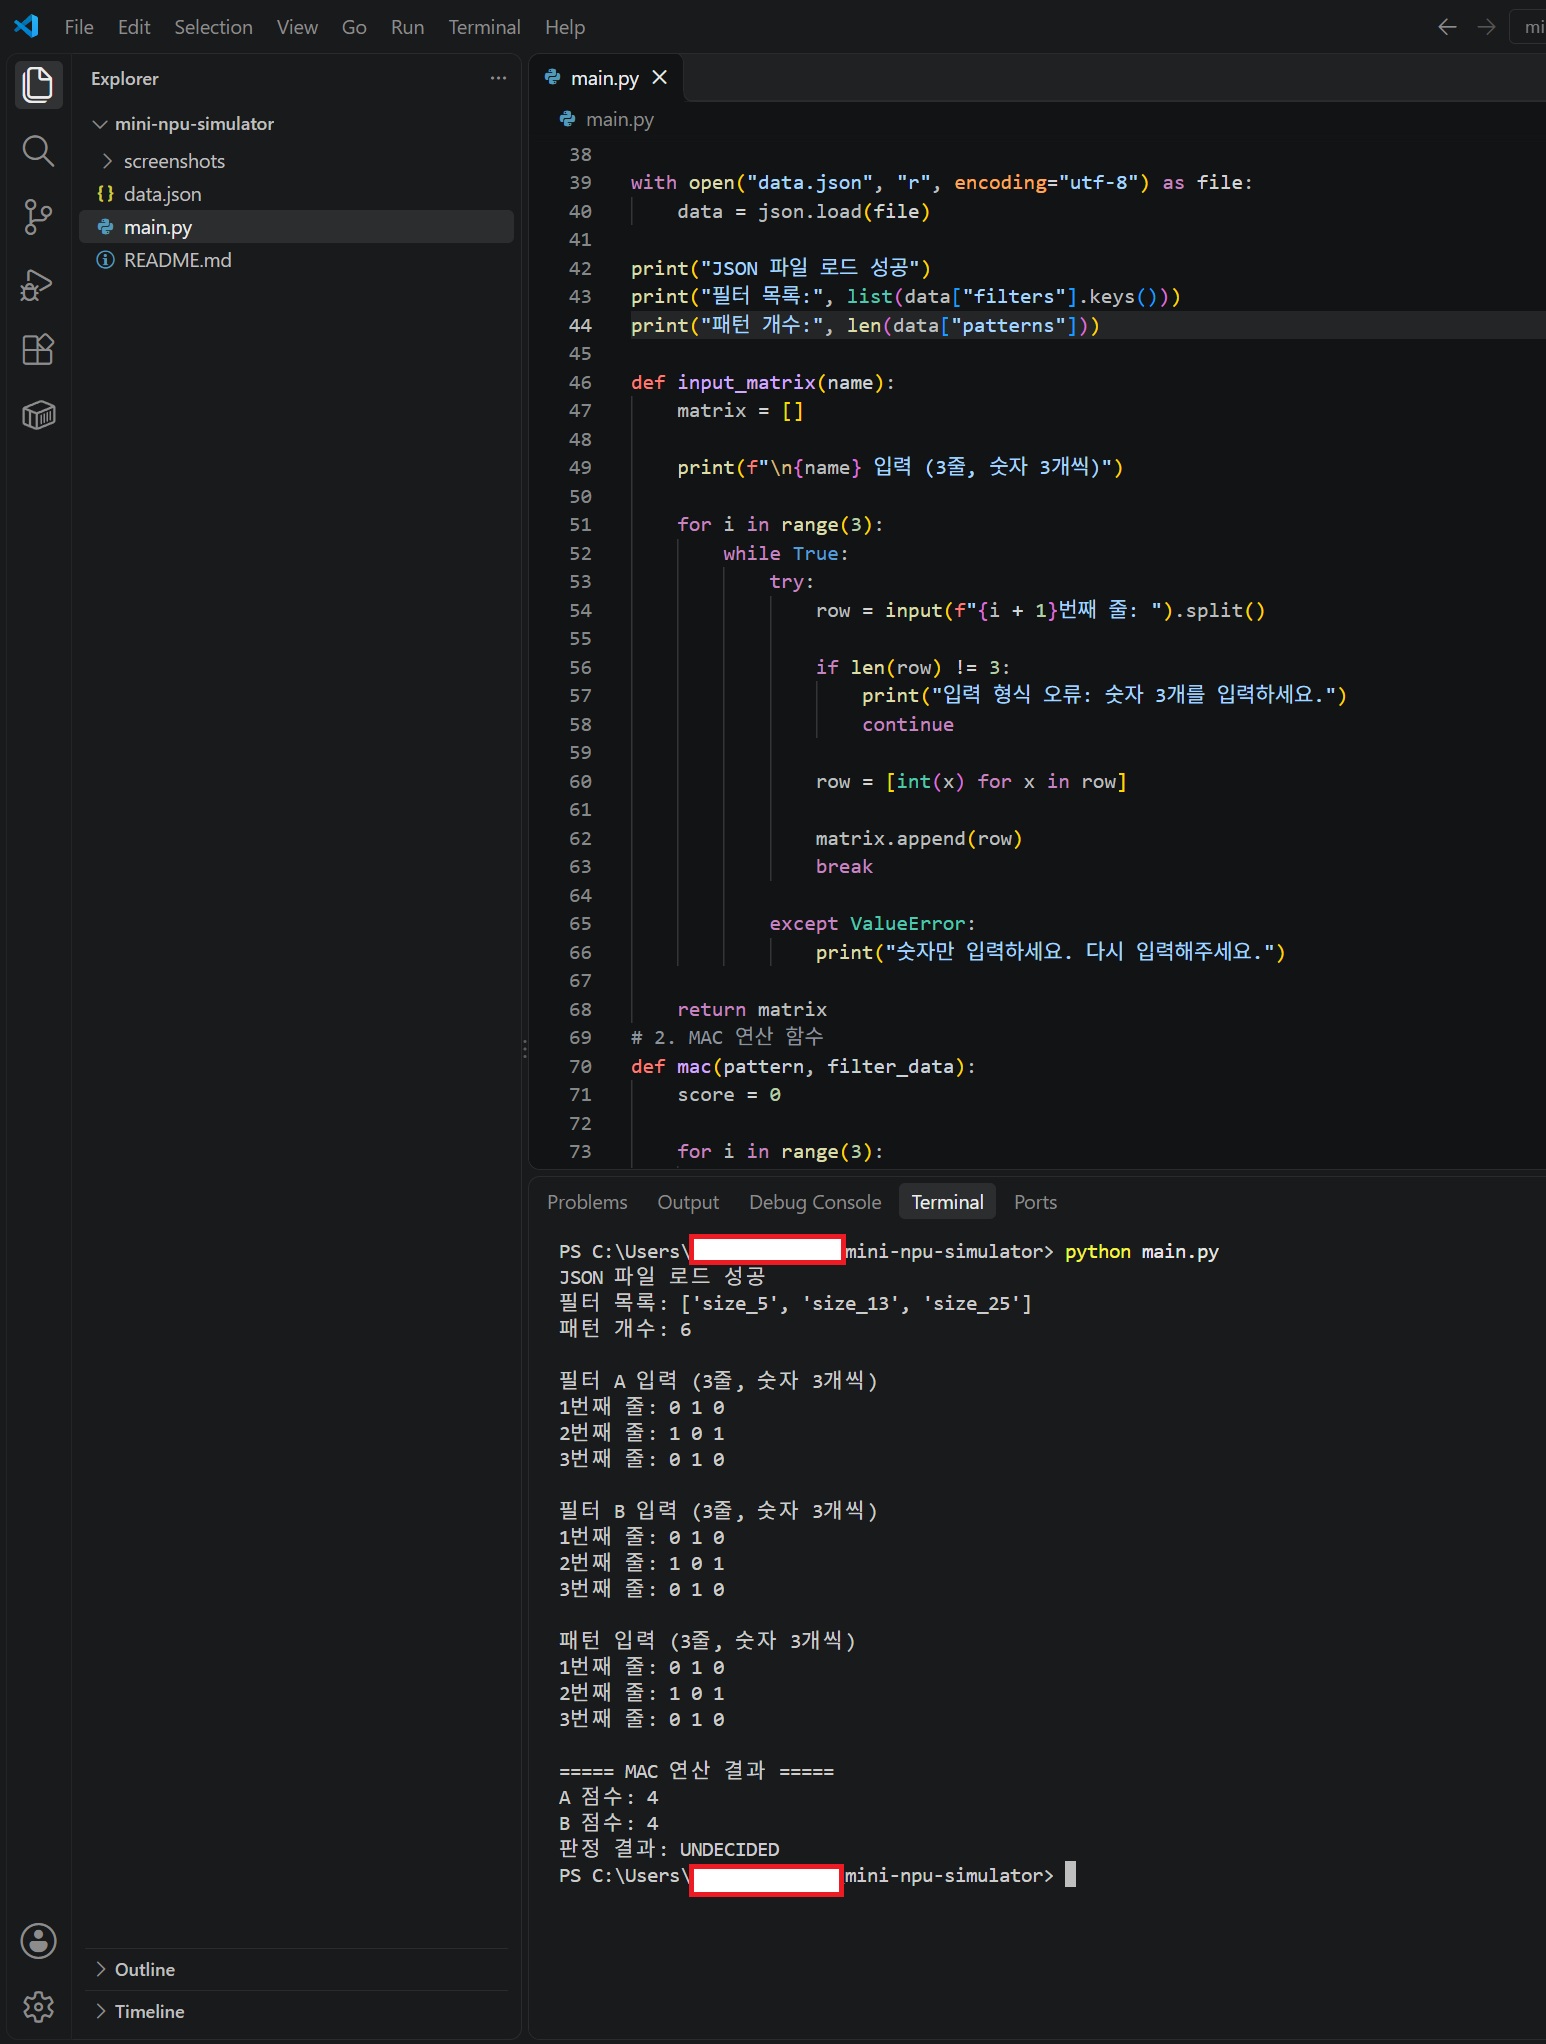 File Edit Selection View Go Run Terminal Help
mi
Explorer
mini-npu-simulator
screenshots
data.json
main.py
README.md
Outline
Timeline
main.py
main.py
38
39 with open("data.json", "r", encoding="utf-8") as file:
40     data = json.load(file)
41
42 print("JSON 파일 로드 성공")
43 print("필터 목록:", list(data["filters"].keys()))
44 print("패턴 개수:", len(data["patterns"]))
45
46 def input_matrix(name):
47     matrix = []
48
49     print(f"\n{name} 입력 (3줄, 숫자 3개씩)")
50
51     for i in range(3):
52         while True:
53             try:
54                 row = input(f"{i + 1}번째 줄: ").split()
55
56                 if len(row) != 3:
57                     print("입력 형식 오류: 숫자 3개를 입력하세요.")
58                     continue
59
60                 row = [int(x) for x in row]
61
62                 matrix.append(row)
63                 break
64
65             except ValueError:
66                 print("숫자만 입력하세요. 다시 입력해주세요.")
67
68     return matrix
69 # 2. MAC 연산 함수
70 def mac(pattern, filter_data):
71     score = 0
72
73     for i in range(3):
Problems Output Debug Console Terminal Ports
PS C:\Users\ mini-npu-simulator> python main.py
JSON 파일 로드 성공
필터 목록: ['size_5', 'size_13', 'size_25']
패턴 개수: 6
필터 A 입력 (3줄, 숫자 3개씩)
1번째 줄: 0 1 0
2번째 줄: 1 0 1
3번째 줄: 0 1 0
필터 B 입력 (3줄, 숫자 3개씩)
1번째 줄: 0 1 0
2번째 줄: 1 0 1
3번째 줄: 0 1 0
패턴 입력 (3줄, 숫자 3개씩)
1번째 줄: 0 1 0
2번째 줄: 1 0 1
3번째 줄: 0 1 0
===== MAC 연산 결과 =====
A 점수: 4
B 점수: 4
판정 결과: UNDECIDED
PS C:\Users\ mini-npu-simulator>